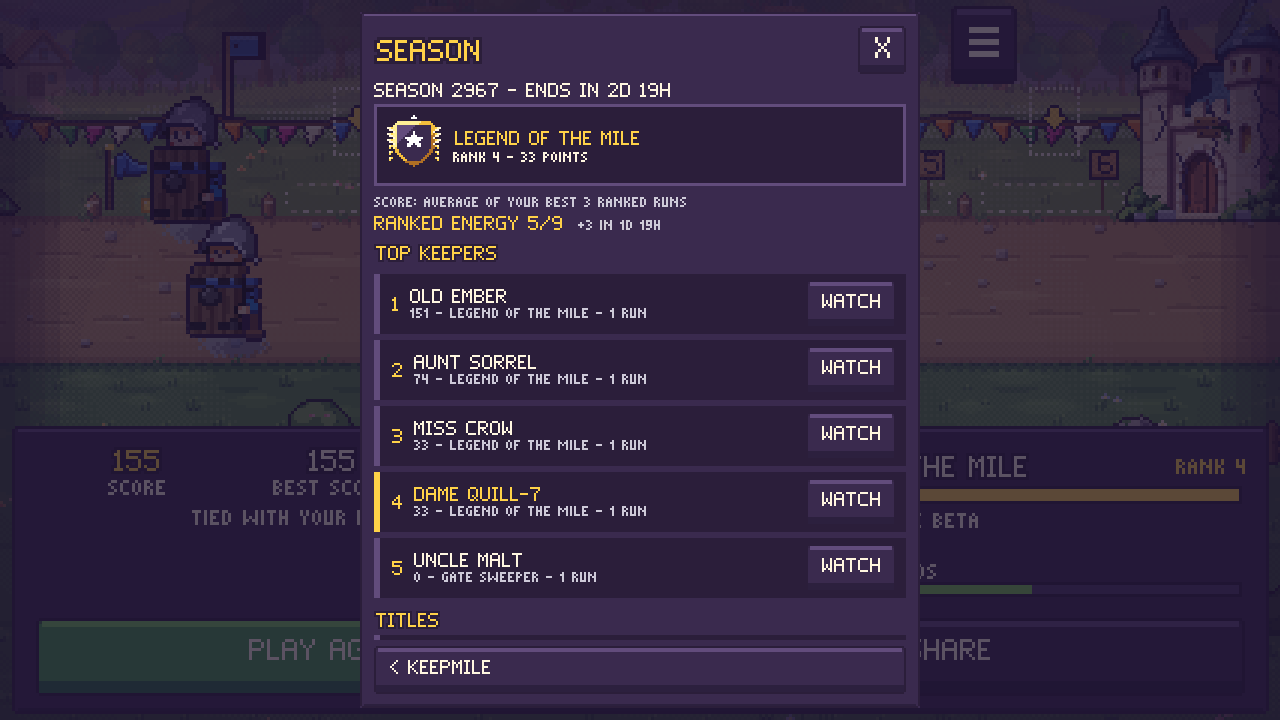 SEASON
X
SEASON 2967 - ENDS IN 2D 19H
LEGEND OF THE MILE
RANK 4 - 33 POINTS
SCORE: AVERAGE OF YOUR BEST 3 RANKED RUNS
RANKED ENERGY 5/9 +3 IN 1D 19H
TOP KEEPERS
1 OLD EMBER
151 - LEGEND OF THE MILE - 1 RUN
WATCH
2 AUNT SORREL
74 - LEGEND OF THE MILE - 1 RUN
WATCH
3 MISS CROW
33 - LEGEND OF THE MILE - 1 RUN
WATCH
4 DAME QUILL-7
33 - LEGEND OF THE MILE - 1 RUN
WATCH
5 UNCLE MALT
0 - GATE SWEEPER - 1 RUN
WATCH
TITLES
< KEEPMILE
5
6
155
SCORE
155
BEST SCO
TIED WITH YOUR
PLAY AG
HE MILE
RANK 4
BETA
SHARE